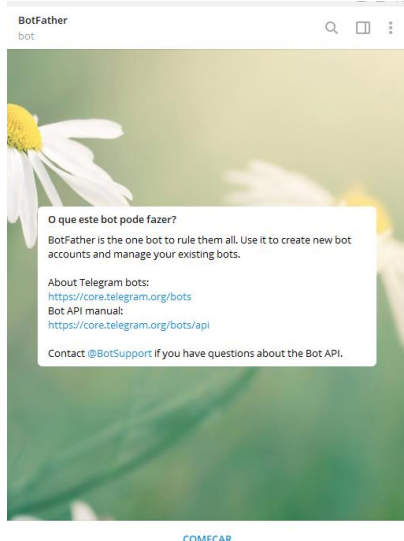 BotFather
bot
O que este bot pode fazer?
BotFather is the one bot to rule them all. Use it to create new bot
accounts and manage your existing bots.
About Telegram bots:
https://core.telegram.org/bots
Bot API manual:
https://core.telegram.org/bots/api
Contact @BotSupport if you have questions about the Bot API.
COMEÇAR